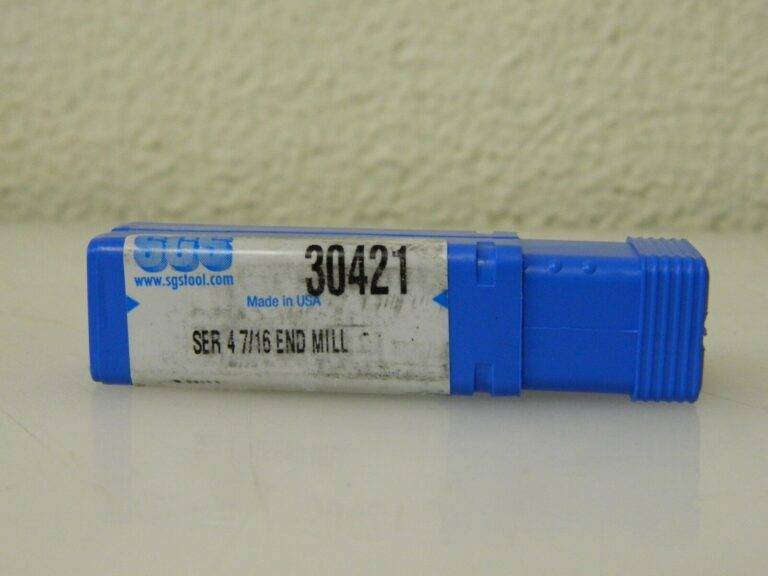 SGS
30421
www.sgstool.com
Made in USA
SER 4 7/16 END MILL